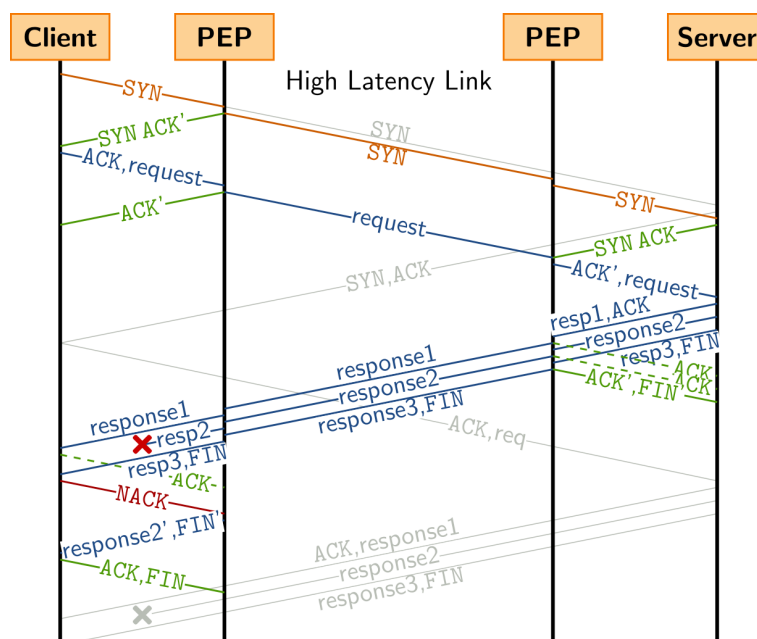 Client
PEP
PEP
Server
High Latency Link
SYN
SYN
SYN ACK'
SYN
ACK,request
SYN
ACK'
request
SYN ACK
SYN,ACK
ACK',request
resp1,ACK
response2
resp3,FIN
response1
ACK
response2
ACK',FIN'
ACK
response3,FIN
response1
resp2
ACK,req
resp3,FIN
ACK
NACK
response2',FIN'
ACK,response1
response2
ACK,FIN
response3,FIN